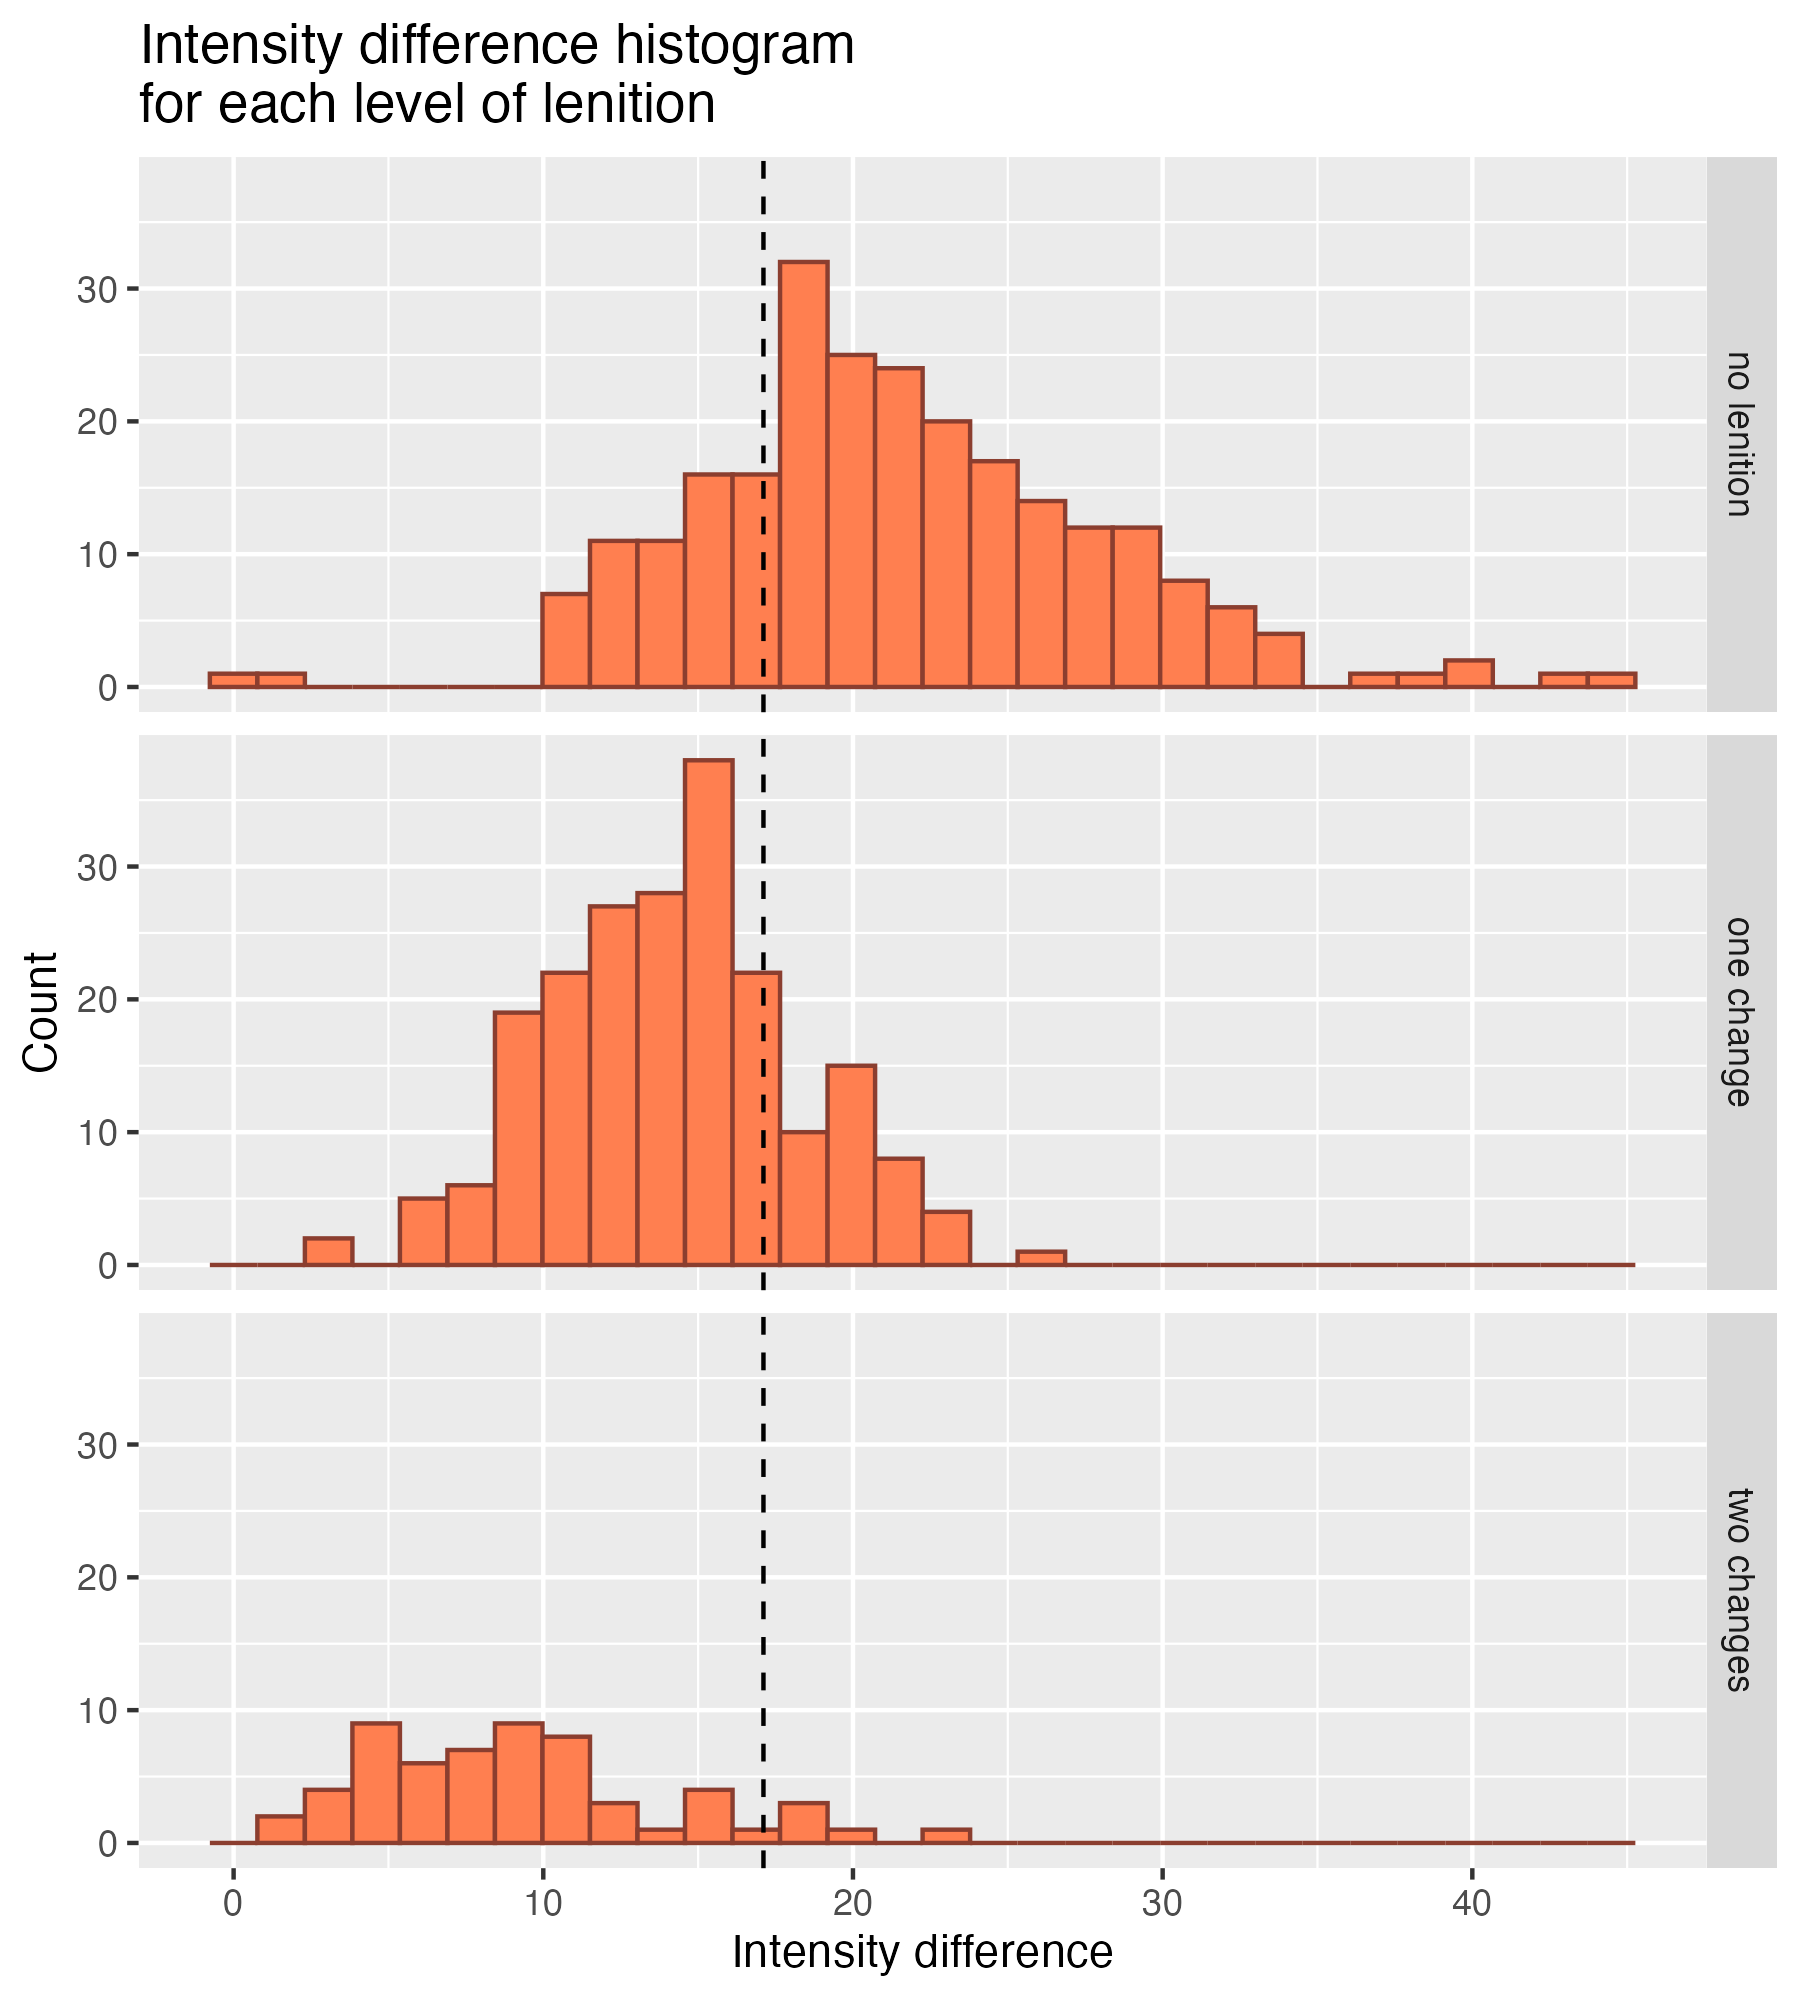 Intensity difference histogram
for each level of lenition
30
20
10
0
no lenition
Count
30
20
10
0
one change
30
20
10
0
two changes
0 10 20 30 40
Intensity difference